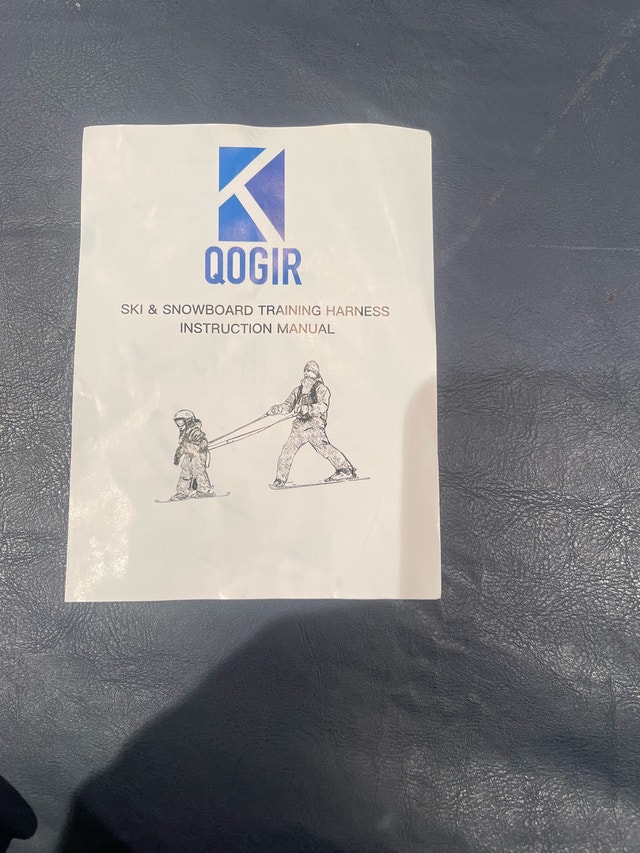 QOGIR
SKI & SNOWBOARD TRAINING HARNESS
INSTRUCTION MANUAL